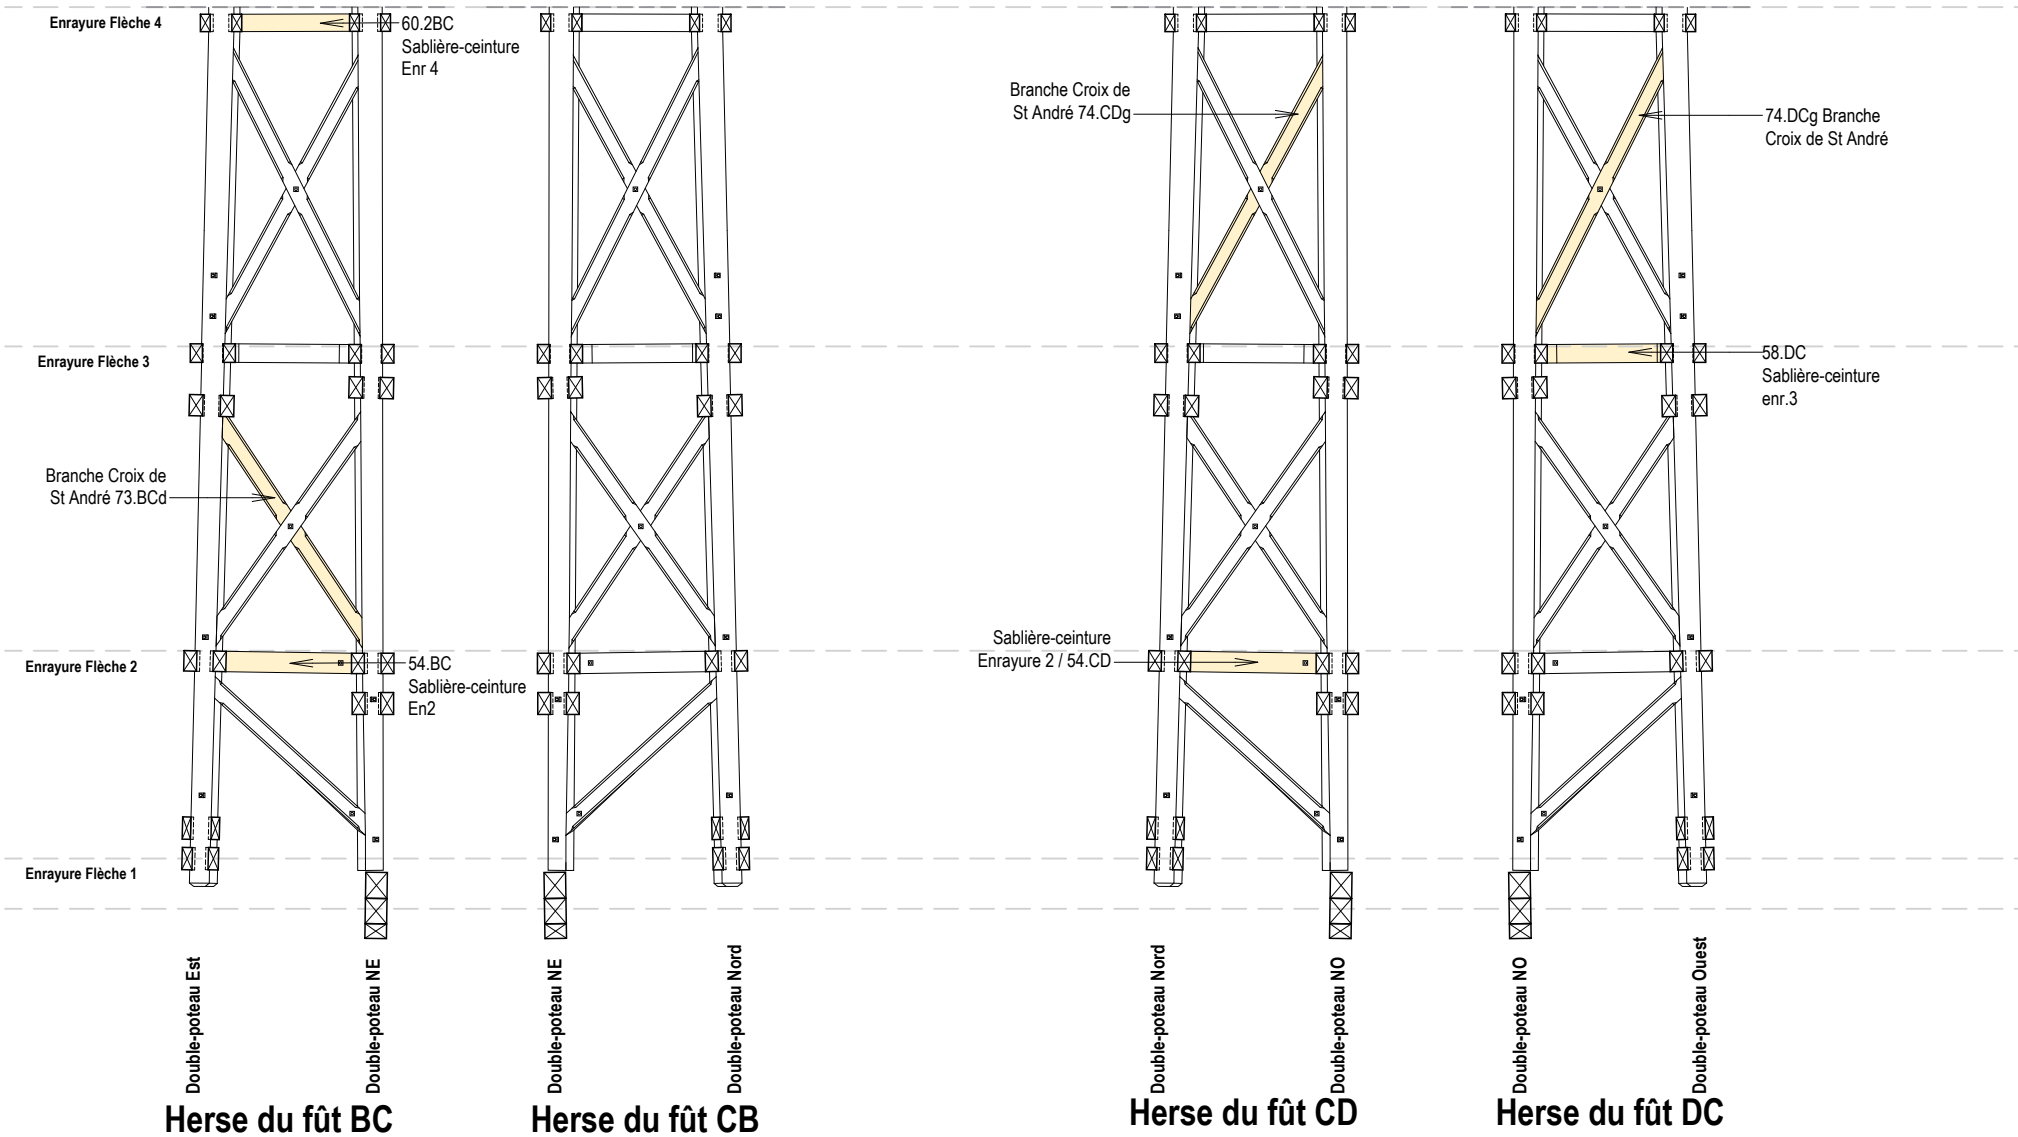 Enrayure Flèche 4
60.2BC
Sablière-ceinture
Enr 4
Branche Croix de
St André 74.CDg
74.DCg Branche
Croix de St André
Enrayure Flèche 3
58.DC
Sablière-ceinture
enr.3
Branche Croix de
St André 73.BCd
Enrayure Flèche 2
54.BC
Sablière-ceinture
En2
Sablière-ceinture
Enrayure 2 / 54.CD
Enrayure Flèche 1
Double-poteau Est
Double-poteau NE
Double-poteau NE
Double-poteau Nord
Double-poteau Nord
Double-poteau NO
Double-poteau NO
Double-poteau Ouest
Herse du fût BC
Herse du fût CB
Herse du fût CD
Herse du fût DC